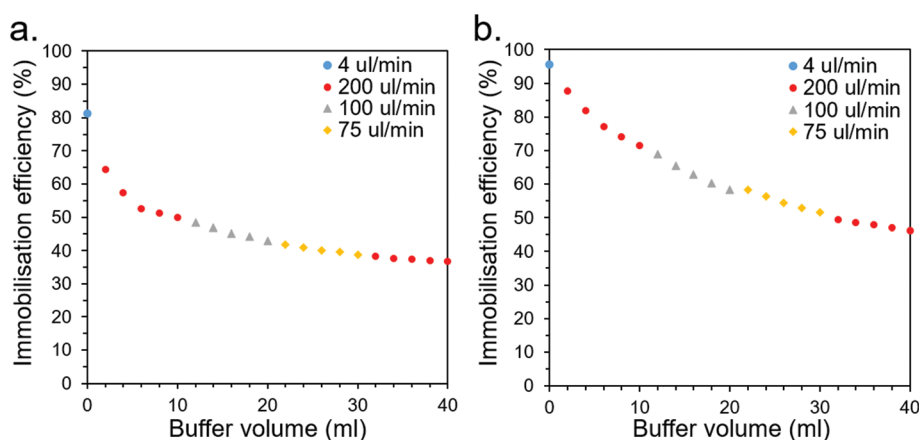 a.
Immobilisation efficiency (%)
100
90
80
70
60
50
40
30
20
10
0
0 10 20 30 40
Buffer volume (ml)
4 ul/min
200 ul/min
100 ul/min
75 ul/min
b.
Immobilisation efficiency (%)
100
90
80
70
60
50
40
30
20
10
0
0 10 20 30 40
Buffer volume (ml)
4 ul/min
200 ul/min
100 ul/min
75 ul/min